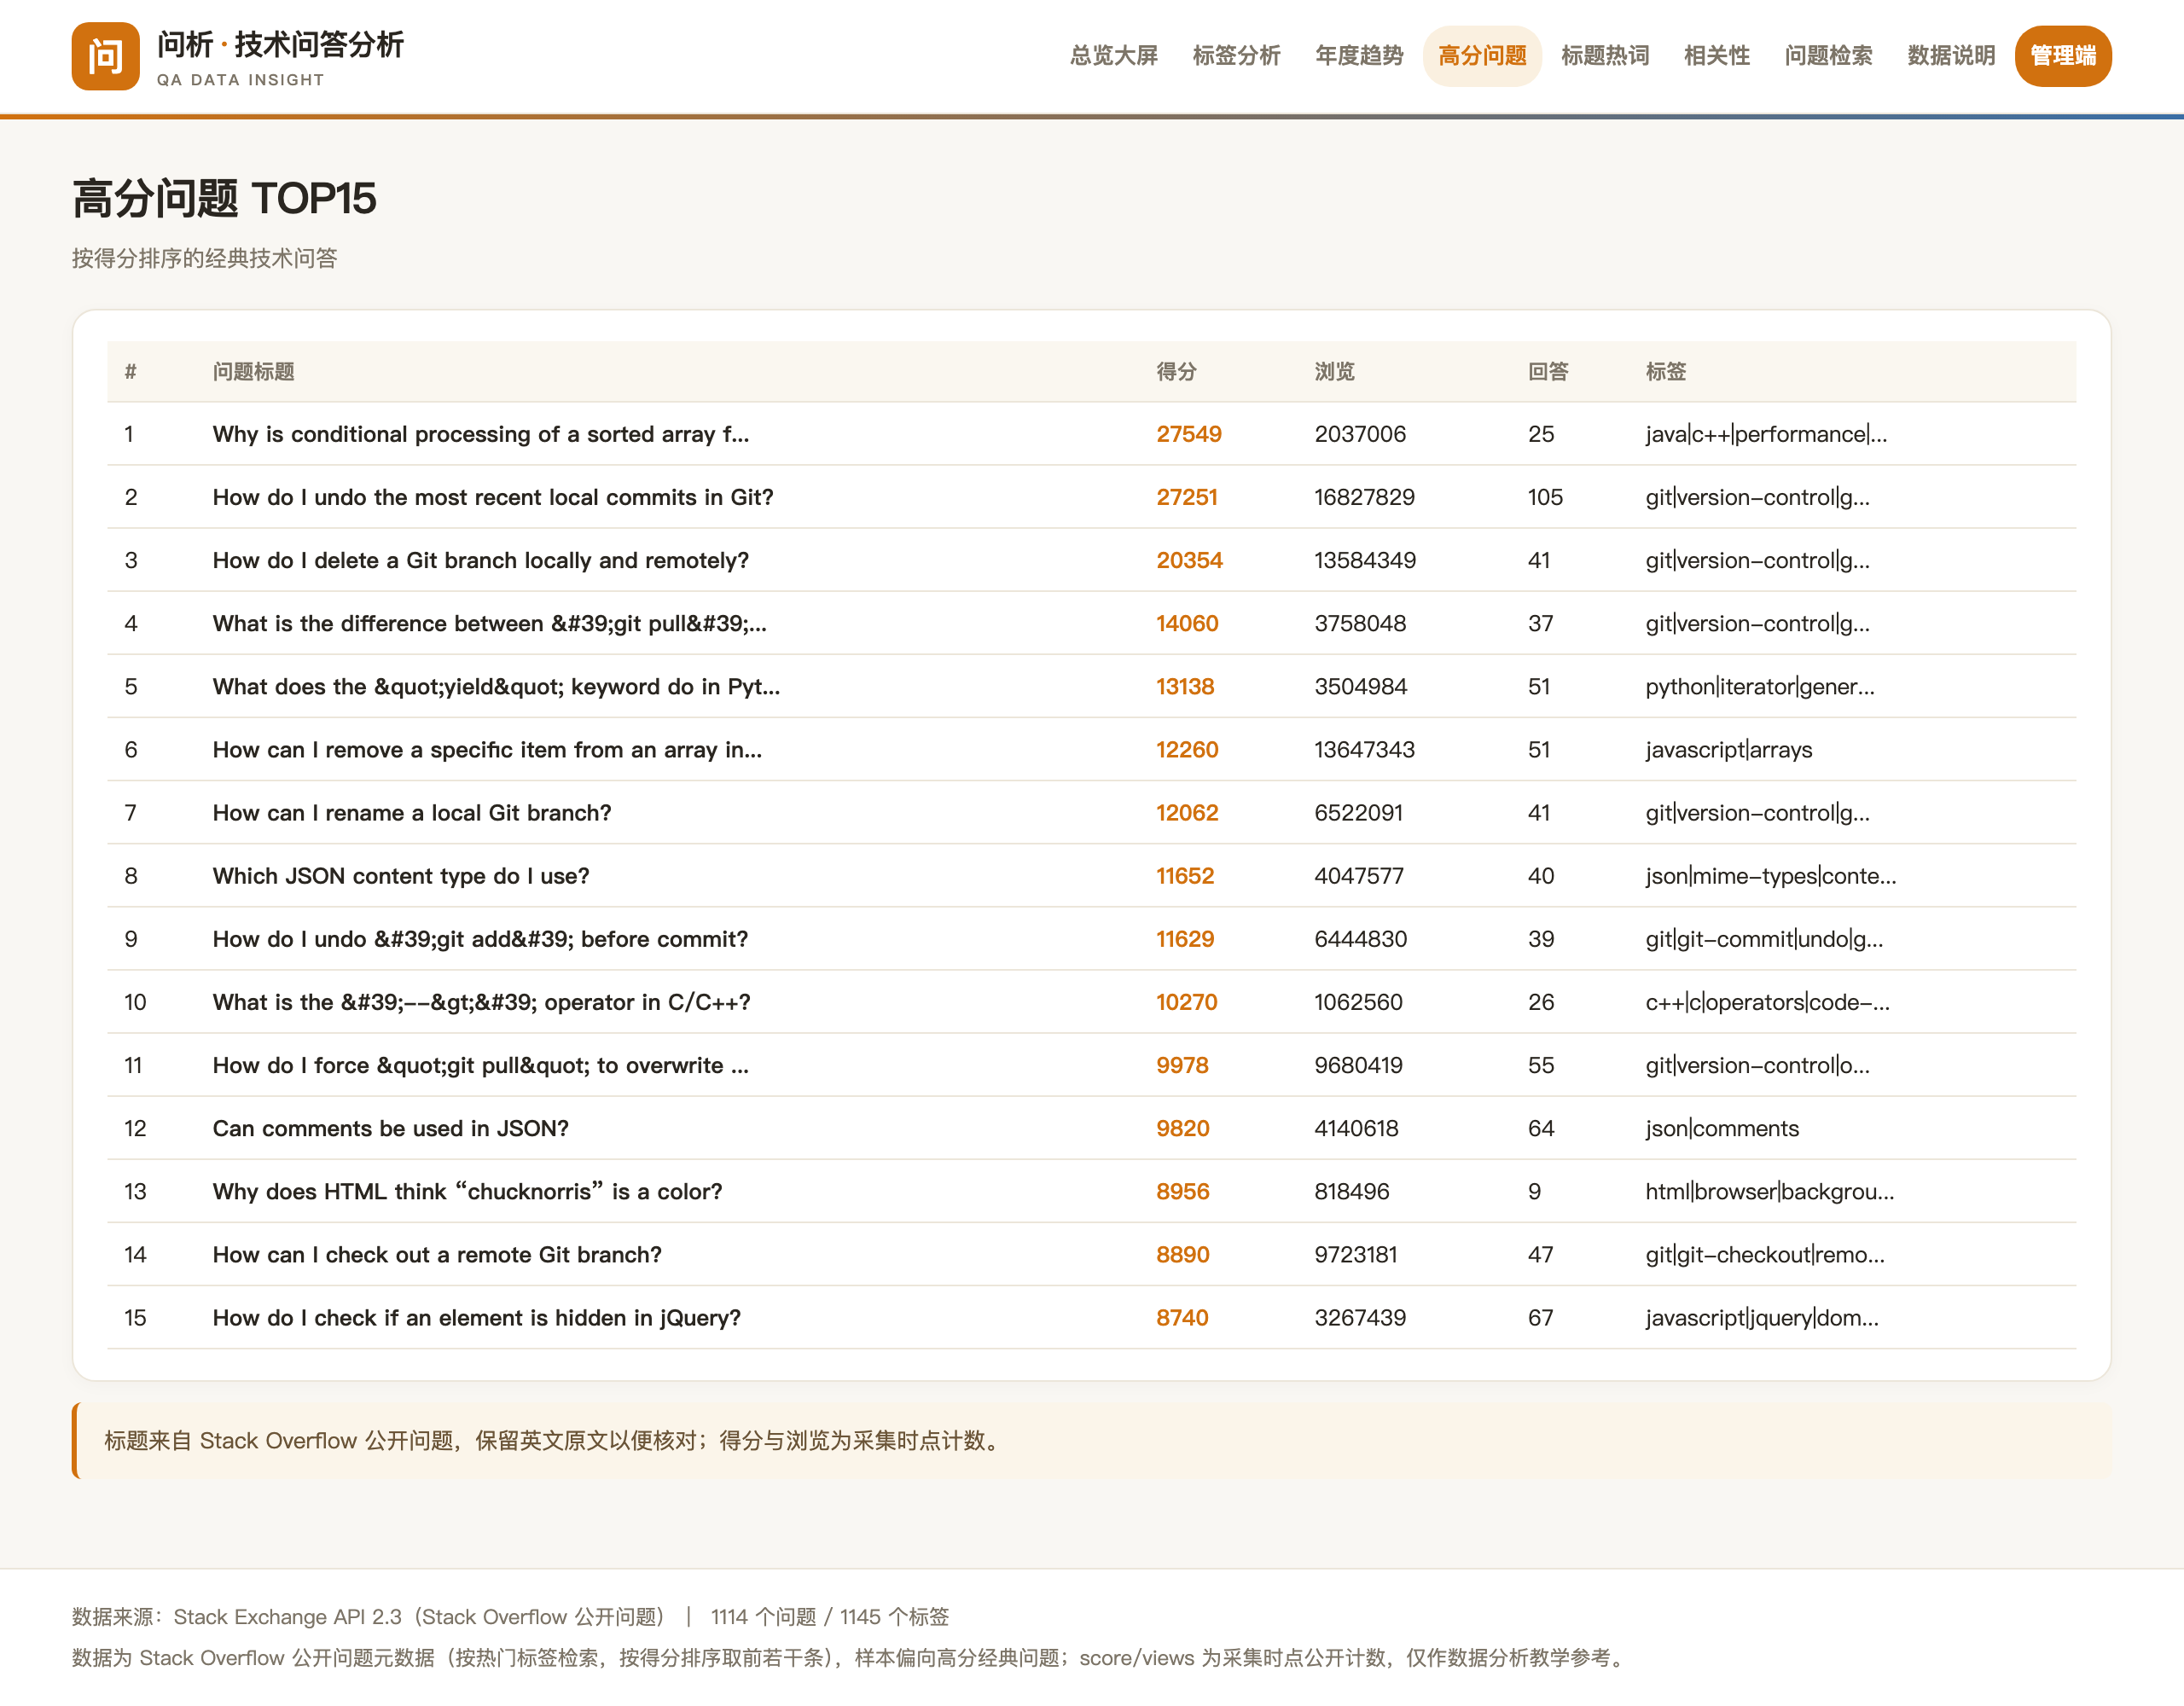 问
问析·技术问答分析
QA DATA INSIGHT
总览大屏 标签分析 年度趋势 高分问题 标题热词 相关性 问题检索 数据说明 管理端
高分问题 TOP15
按得分排序的经典技术问答
# 问题标题 得分 浏览 回答 标签
1 Why is conditional processing of a sorted array f... 27549 2037006 25 java|c++|performance|...
2 How do I undo the most recent local commits in Git? 27251 16827829 105 git|version-control|g...
3 How do I delete a Git branch locally and remotely? 20354 13584349 41 git|version-control|g...
4 What is the difference between &#39;git pull&#39;... 14060 3758048 37 git|version-control|g...
5 What does the &quot;yield&quot; keyword do in Pyt... 13138 3504984 51 python|iterator|gener...
6 How can I remove a specific item from an array in... 12260 13647343 51 javascript|arrays
7 How can I rename a local Git branch? 12062 6522091 41 git|version-control|g...
8 Which JSON content type do I use? 11652 4047577 40 json|mime-types|conte...
9 How do I undo &#39;git add&#39; before commit? 11629 6444830 39 git|git-commit|undo|g...
10 What is the &#39;--&gt;&#39; operator in C/C++? 10270 1062560 26 c++|c|operators|code-...
11 How do I force &quot;git pull&quot; to overwrite ... 9978 9680419 55 git|version-control|o...
12 Can comments be used in JSON? 9820 4140618 64 json|comments
13 Why does HTML think “chucknorris” is a color? 8956 818496 9 html|browser|backgrou...
14 How can I check out a remote Git branch? 8890 9723181 47 git|git-checkout|remo...
15 How do I check if an element is hidden in jQuery? 8740 3267439 67 javascript|jquery|dom...
标题来自 Stack Overflow 公开问题，保留英文原文以便核对；得分与浏览为采集时点计数。
数据来源：Stack Exchange API 2.3（Stack Overflow 公开问题） | 1114 个问题 / 1145 个标签
数据为 Stack Overflow 公开问题元数据（按热门标签检索，按得分排序取前若干条），样本偏向高分经典问题；score/views 为采集时点公开计数，仅作数据分析教学参考。